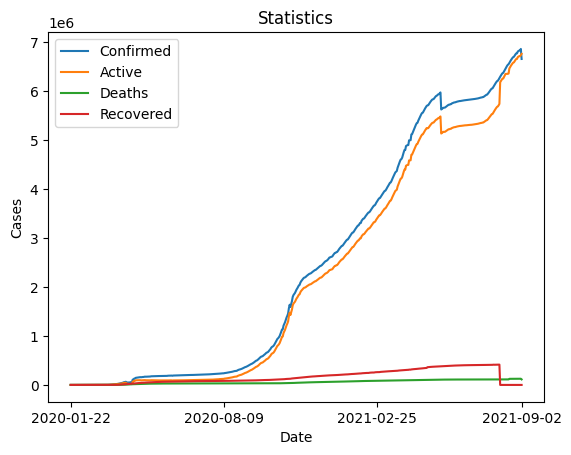 Statistics
1e6
Confirmed
Active
Deaths
Recovered
7
6
5
4
3
2
1
0
Cases
2020-01-22 2020-08-09 2021-02-25 2021-09-02
Date